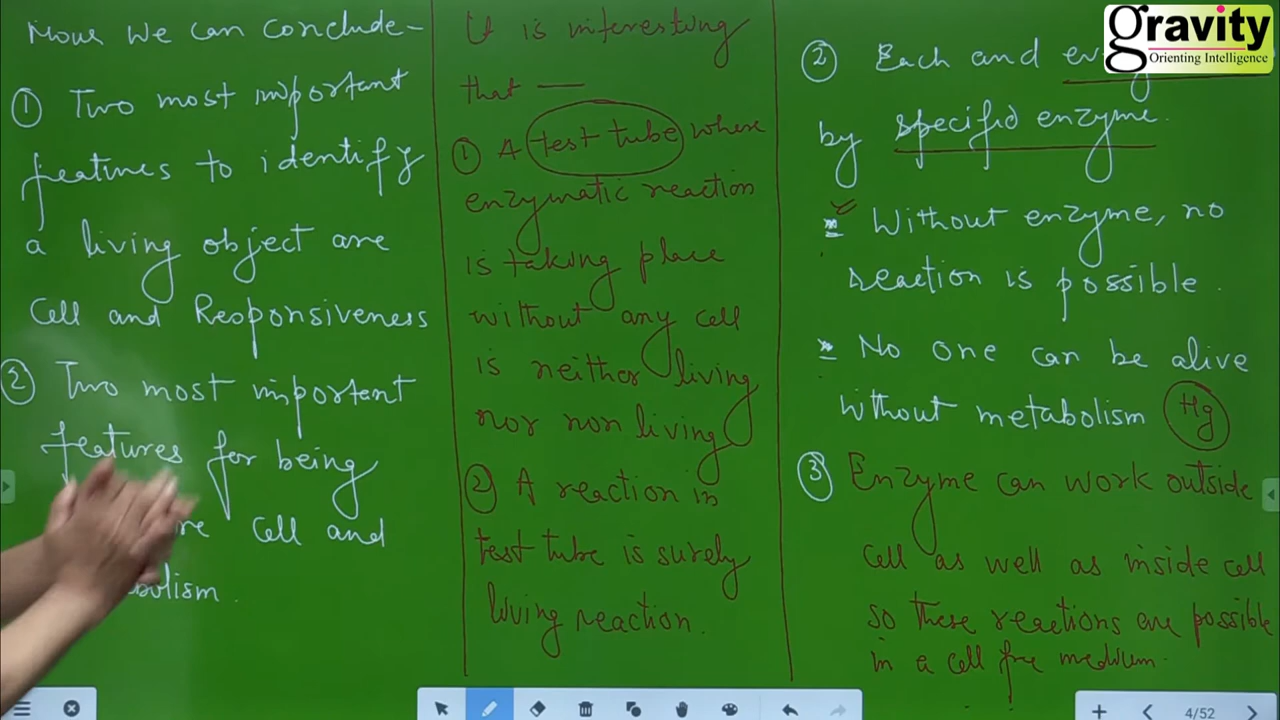 Now we can conclude-
① Two most important
features to identify
a living object are
Cell and Responsiveness
② Two most important
features for being
Cell and
It is interesting
that —
① A test tube where
enzymatic reaction
is taking place
without any cell
is neither living
nor non living
② A reaction in
test tube is surely
living reaction.
gravity
Orienting Intelligence
② Each and
by specified enzyme.
Without enzyme, no
reaction is possible.
No one can be alive
without metabolism Hg
③ Enzyme can work outside
cell as well as inside cell
so these reactions are possible
in a cell free medium.
4/52